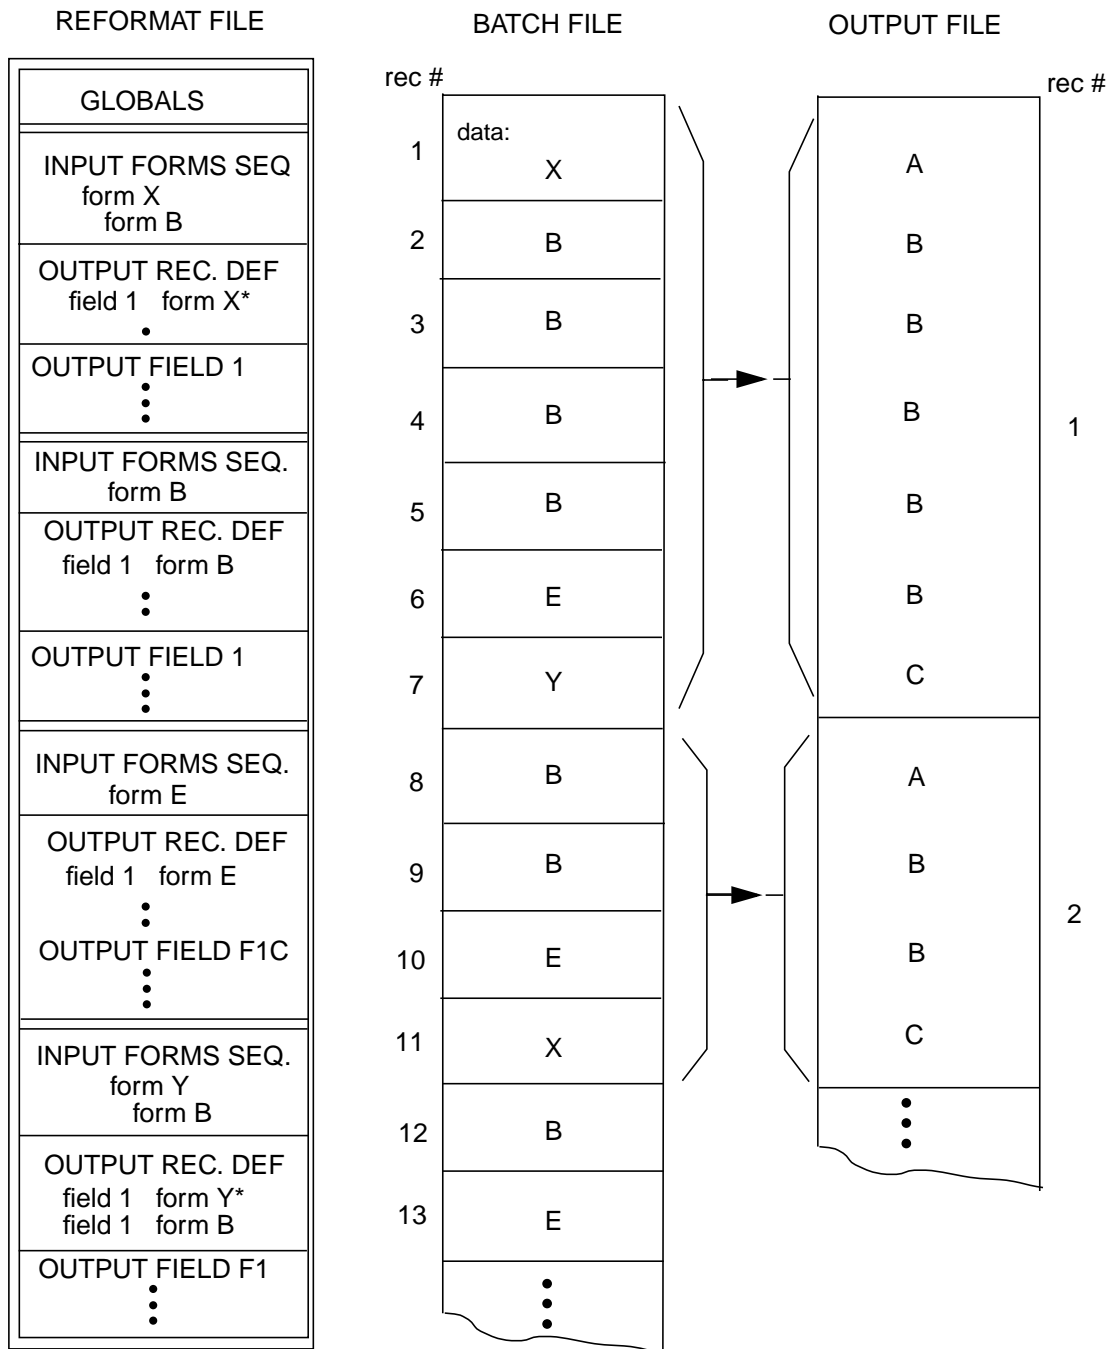 REFORMAT FILE
GLOBALS
INPUT FORMS SEQ
form X
form B
OUTPUT REC. DEF
field 1 form X*
OUTPUT FIELD 1
INPUT FORMS SEQ.
form B
OUTPUT REC. DEF
field 1 form B
OUTPUT FIELD 1
INPUT FORMS SEQ.
form E
OUTPUT REC. DEF
field 1 form E
OUTPUT FIELD F1C
INPUT FORMS SEQ.
form Y
form B
OUTPUT REC. DEF
field 1 form Y*
field 1 form B
OUTPUT FIELD F1
BATCH FILE
rec #
data:
1 X
2 B
3 B
4 B
5 B
6 E
7 Y
8 B
9 B
10 E
11 X
12 B
13 E
OUTPUT FILE
rec #
A
B
B
B
1
B
B
C
A
B
2
B
C